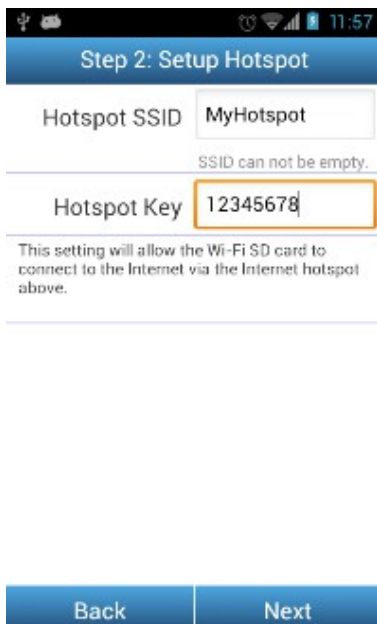 11:57
Step 2: Setup Hotspot
Hotspot SSID MyHotspot
SSID can not be empty.
Hotspot Key 12345678
This setting will allow the Wi-Fi SD card to
connect to the Internet via the Internet hotspot
above.
Back Next